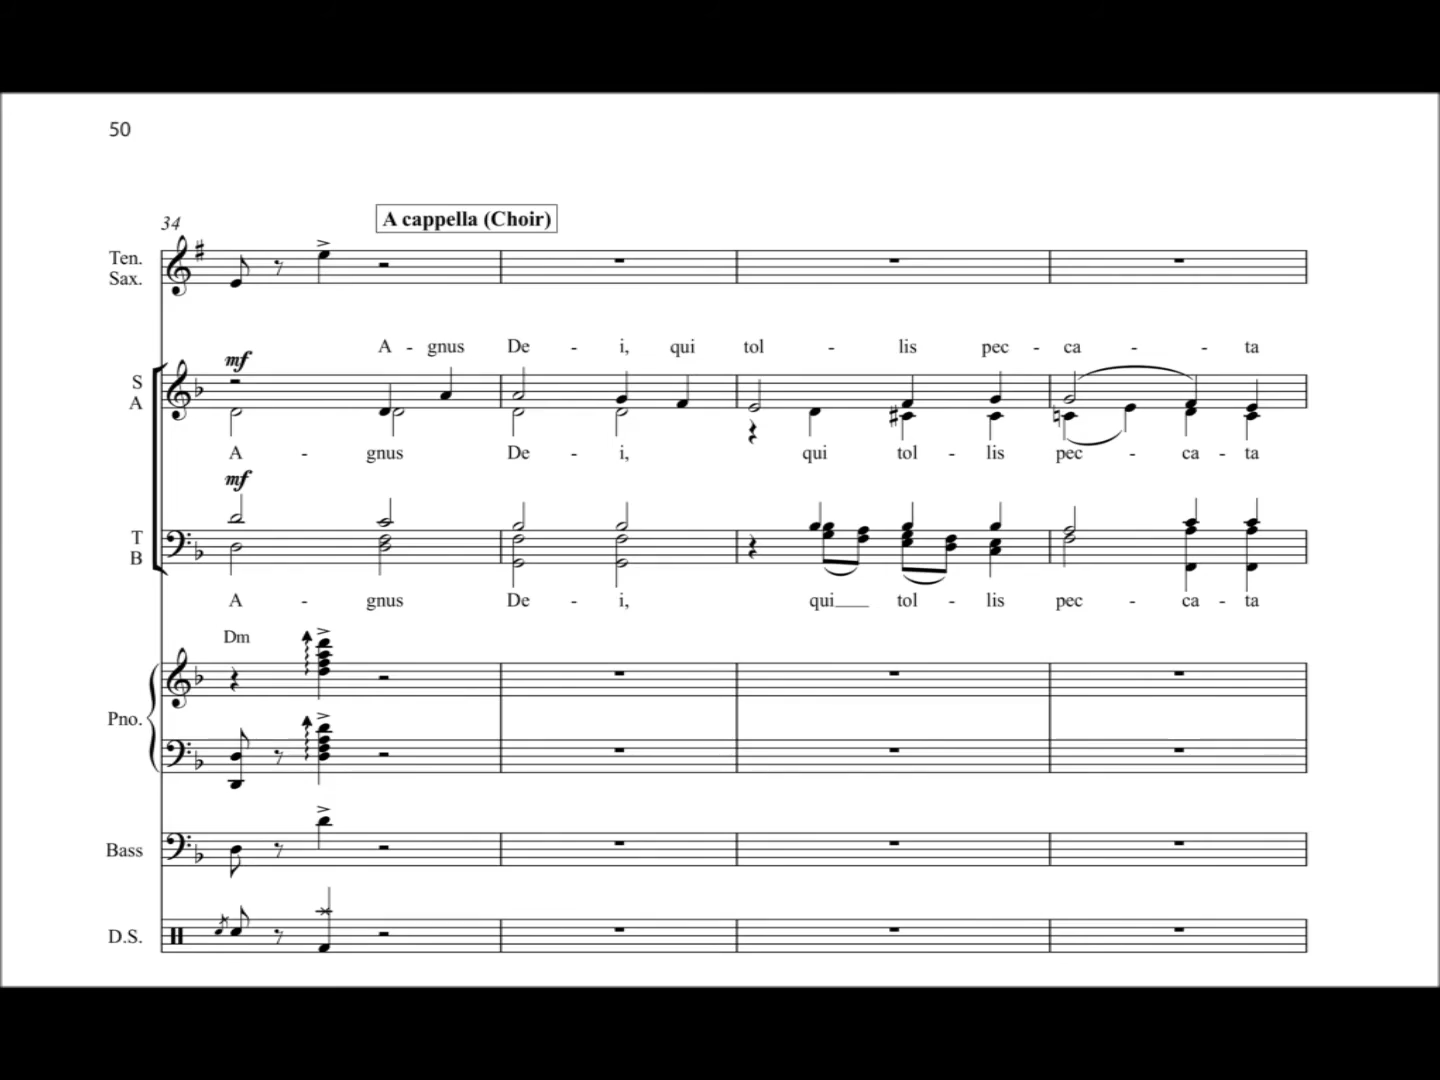 50
34
A cappella (Choir)
Ten.
Sax.
A - gnus De - i, qui tol - lis pec - ca - - ta
mf
S
A
A - gnus De - i, qui tol - lis pec - ca - ta
mf
T
B
A - gnus De - i, qui tol - lis pec - ca - ta
Dm
Pno.
Bass
D.S.